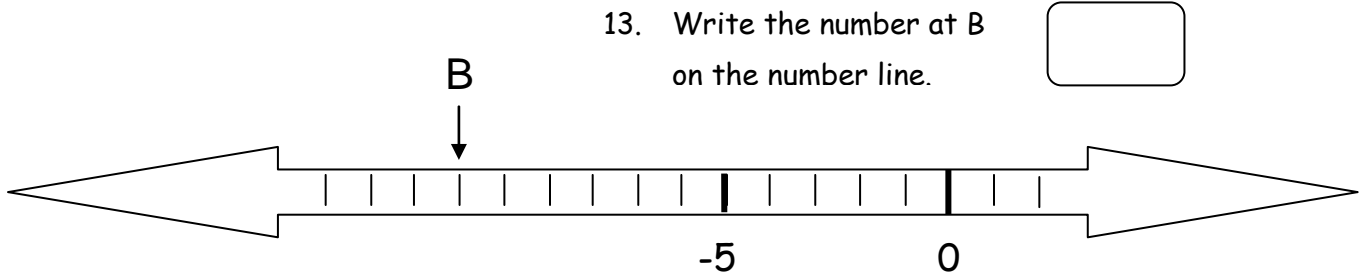 13. Write the number at B
on the number line.
B
-5 0